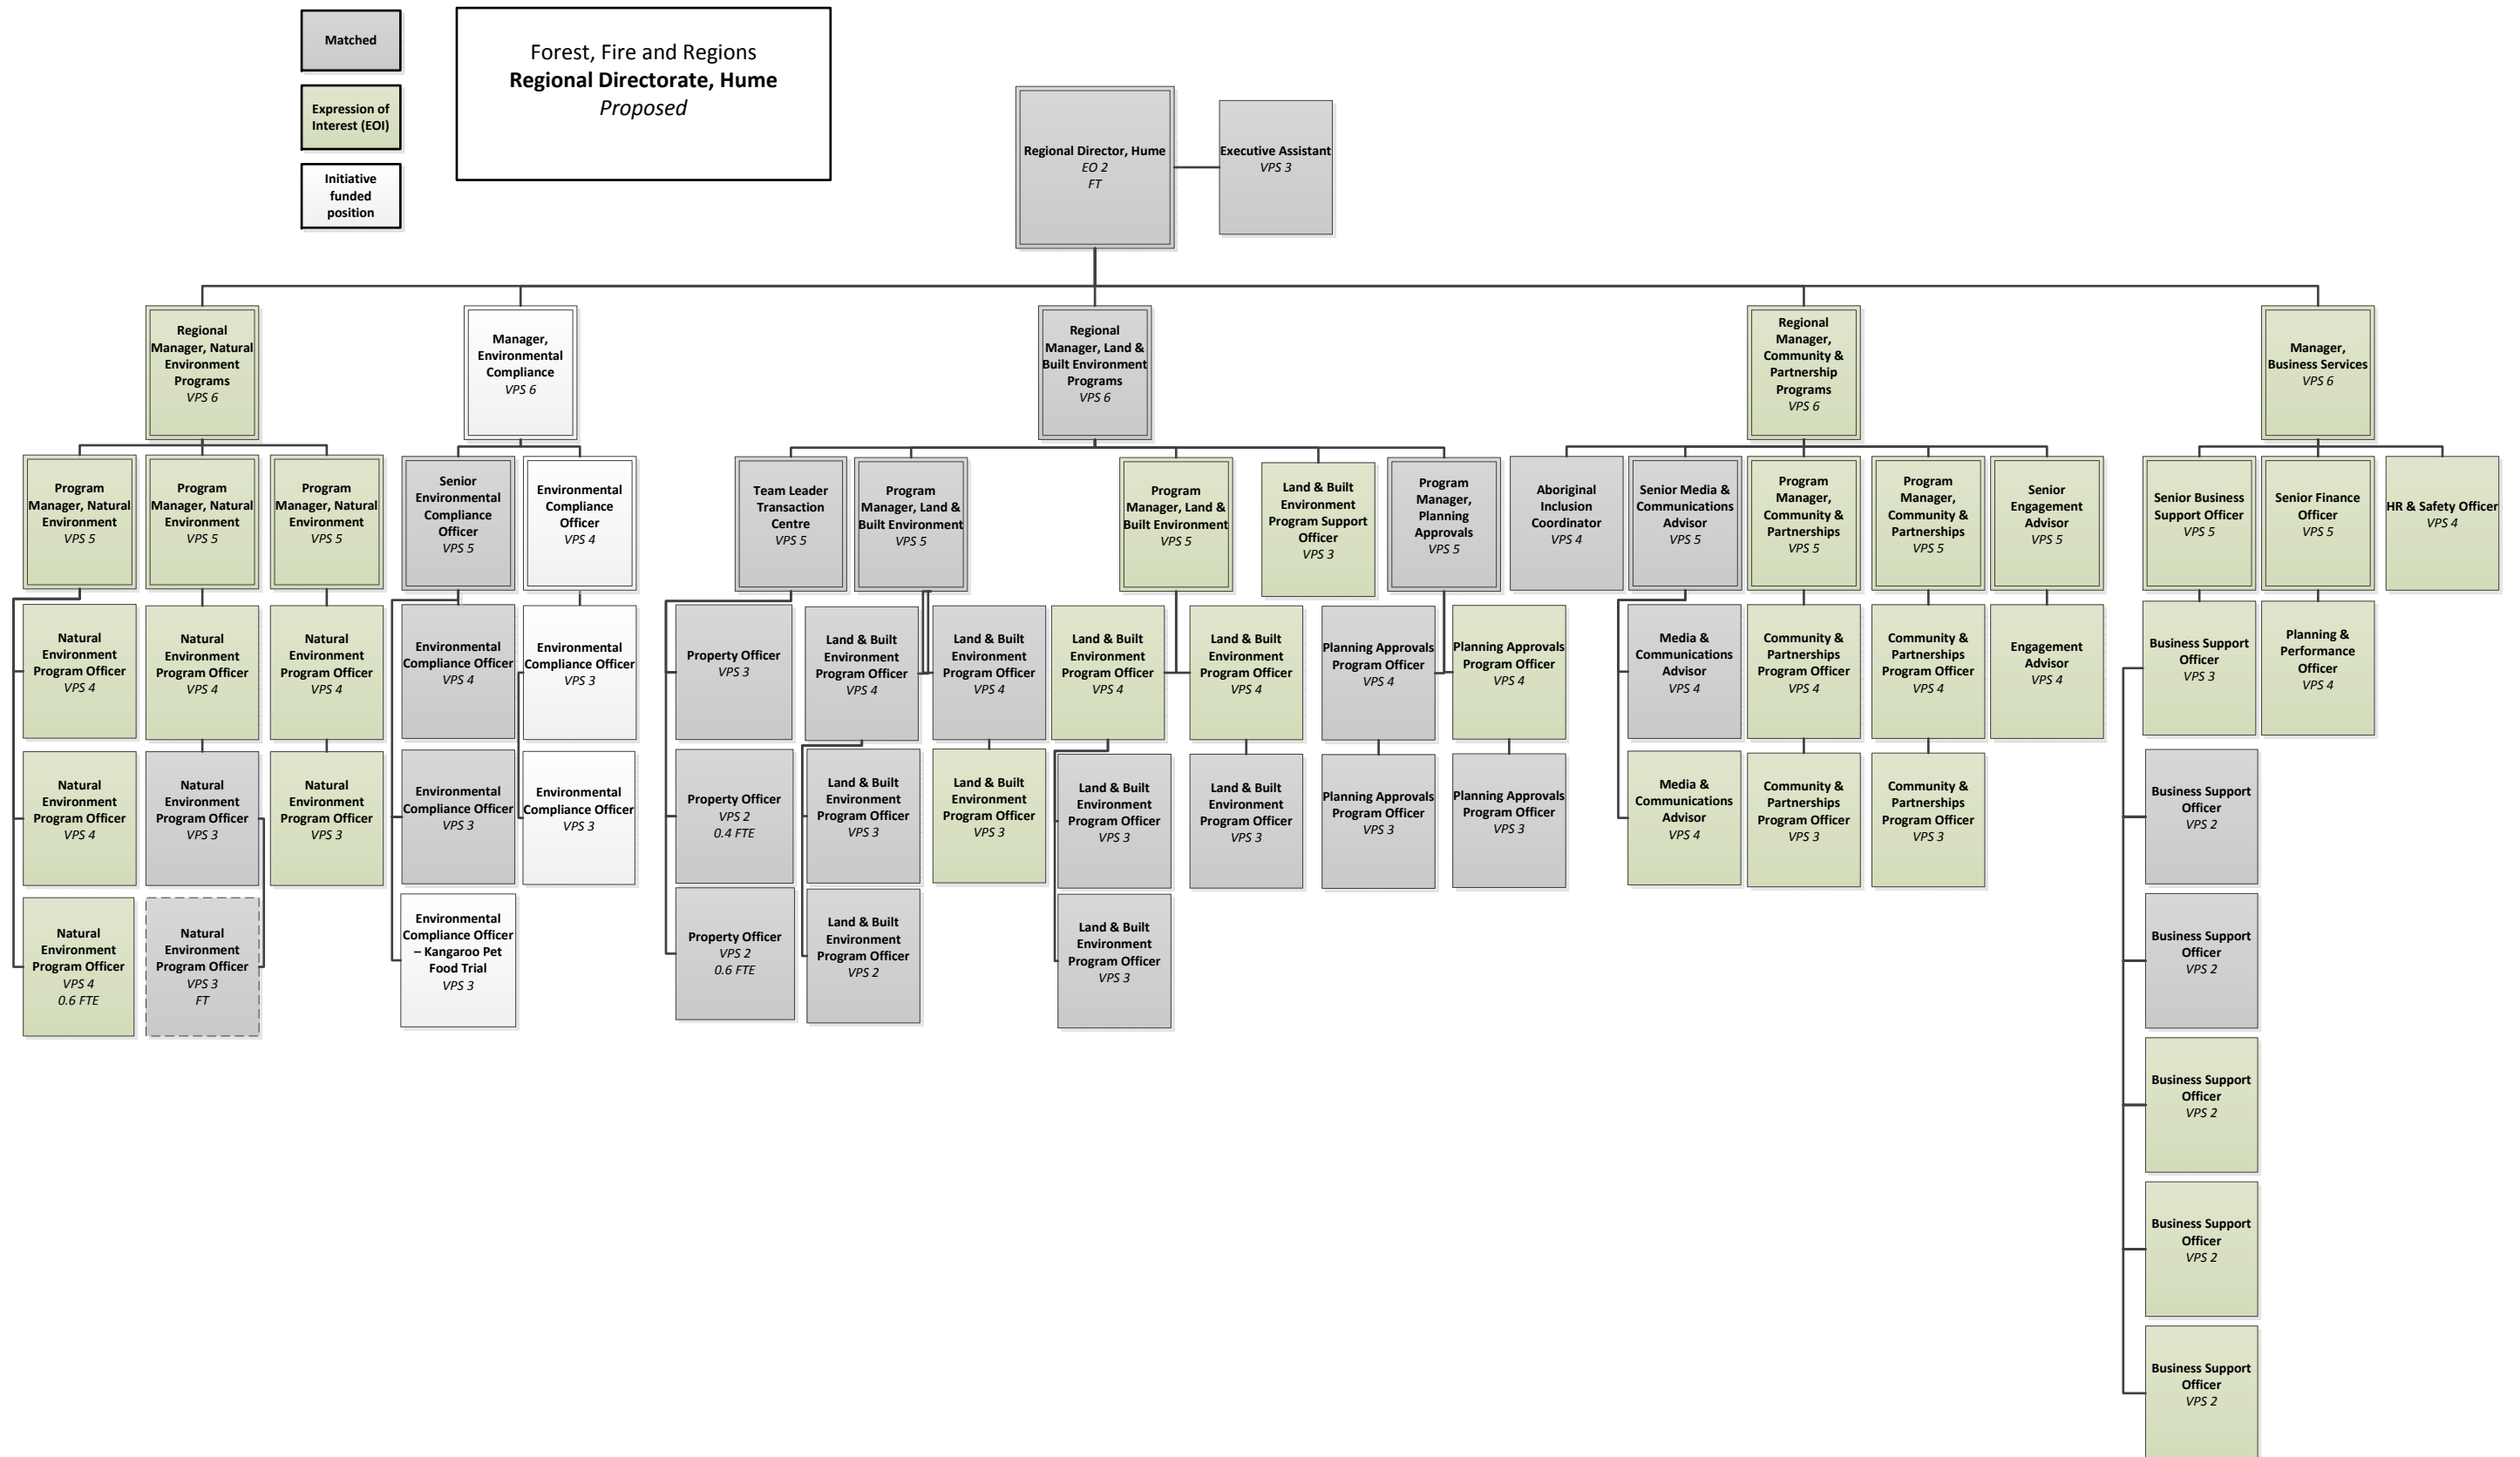 Matched
Expression of
Interest (EOI)
Initiative
funded
position
Forest, Fire and Regions
Regional Directorate, Hume
Proposed
Regional Director, Hume
EO 2
FT
Executive Assistant
VPS 3
Regional
Manager, Natural
Environment
Programs
VPS 6
Manager,
Environmental
Compliance
VPS 6
Regional
Manager, Land &
Built Environment
Programs
VPS 6
Regional
Manager,
Community &
Partnership
Programs
VPS 6
Manager,
Business Services
VPS 6
Program
Manager, Natural
Environment
VPS 5
Program
Manager, Natural
Environment
VPS 5
Program
Manager, Natural
Environment
VPS 5
Senior
Environmental
Compliance
Officer
VPS 5
Environmental
Compliance
Officer
VPS 4
Team Leader
Transaction
Centre
VPS 5
Program
Manager, Land &
Built Environment
VPS 5
Program
Manager, Land &
Built Environment
VPS 5
Land & Built
Environment
Program Support
Officer
VPS 3
Program
Manager,
Planning
Approvals
VPS 5
Aboriginal
Inclusion
Coordinator
VPS 4
Senior Media &
Communications
Advisor
VPS 5
Program
Manager,
Community &
Partnerships
VPS 5
Program
Manager,
Community &
Partnerships
VPS 5
Senior
Engagement
Advisor
VPS 5
Senior Business
Support Officer
VPS 5
Senior Finance
Officer
VPS 5
HR & Safety Officer
VPS 4
Natural
Environment
Program Officer
VPS 4
Natural
Environment
Program Officer
VPS 4
Natural
Environment
Program Officer
VPS 4
Environmental
Compliance Officer
VPS 4
Environmental
Compliance Officer
VPS 3
Property Officer
VPS 3
Land & Built
Environment
Program Officer
VPS 4
Land & Built
Environment
Program Officer
VPS 4
Land & Built
Environment
Program Officer
VPS 4
Land & Built
Environment
Program Officer
VPS 4
Planning Approvals
Program Officer
VPS 4
Planning Approvals
Program Officer
VPS 4
Media &
Communications
Advisor
VPS 4
Community &
Partnerships
Program Officer
VPS 4
Community &
Partnerships
Program Officer
VPS 4
Engagement
Advisor
VPS 4
Business Support
Officer
VPS 3
Planning &
Performance
Officer
VPS 4
Natural
Environment
Program Officer
VPS 4
Natural
Environment
Program Officer
VPS 3
Natural
Environment
Program Officer
VPS 3
Environmental
Compliance Officer
VPS 3
Environmental
Compliance Officer
VPS 3
Property Officer
VPS 2
0.4 FTE
Land & Built
Environment
Program Officer
VPS 3
Land & Built
Environment
Program Officer
VPS 3
Land & Built
Environment
Program Officer
VPS 3
Land & Built
Environment
Program Officer
VPS 3
Planning Approvals
Program Officer
VPS 3
Planning Approvals
Program Officer
VPS 3
Media &
Communications
Advisor
VPS 4
Community &
Partnerships
Program Officer
VPS 3
Community &
Partnerships
Program Officer
VPS 3
Business Support
Officer
VPS 2
Natural
Environment
Program Officer
VPS 4
0.6 FTE
Natural
Environment
Program Officer
VPS 3
FT
Environmental
Compliance Officer
– Kangaroo Pet
Food Trial
VPS 3
Property Officer
VPS 2
0.6 FTE
Land & Built
Environment
Program Officer
VPS 2
Land & Built
Environment
Program Officer
VPS 3
Business Support
Officer
VPS 2
Business Support
Officer
VPS 2
Business Support
Officer
VPS 2
Business Support
Officer
VPS 2